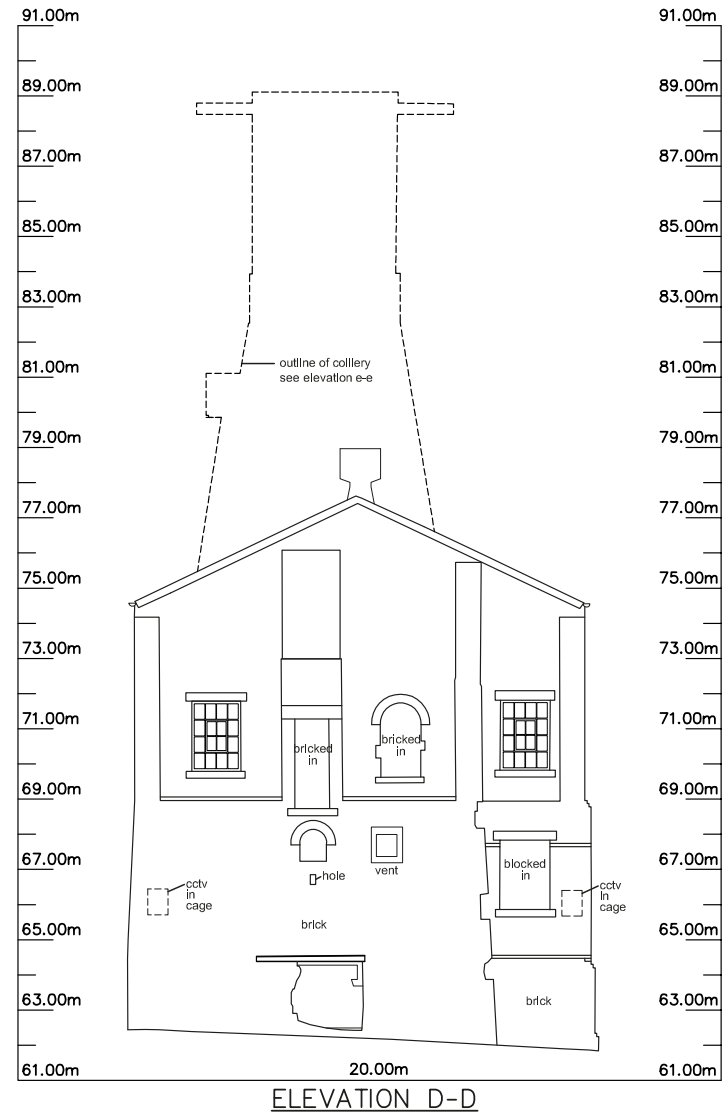 91.00m 91.00m
89.00m 89.00m
87.00m 87.00m
85.00m 85.00m
83.00m 83.00m
outline of colllery
see elevation e-e
81.00m 81.00m
79.00m 79.00m
77.00m 77.00m
75.00m 75.00m
73.00m 73.00m
71.00m 71.00m
bricked
in
bricked
in
69.00m 69.00m
67.00m 67.00m
vent
blocked
in
hole
cctv
in
cage
cctv
in
cage
brick
65.00m 65.00m
63.00m 63.00m
brick
61.00m 20.00m 61.00m
ELEVATION D-D